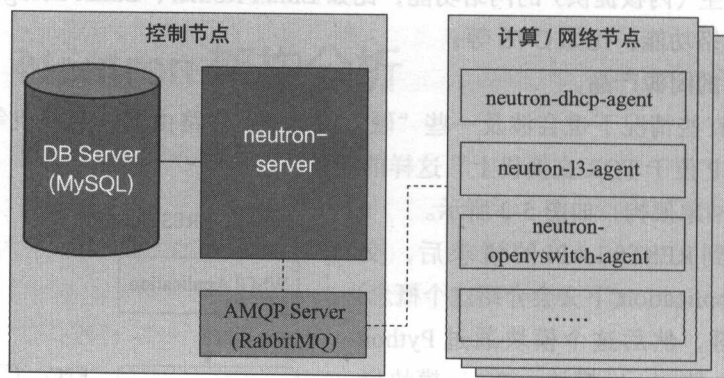 控制节点
DB Server
(MySQL)
neutron-
server
AMQP Server
(RabbitMQ)
计算 / 网络节点
neutron-dhcp-agent
neutron-l3-agent
neutron-
openvswitch-agent
……